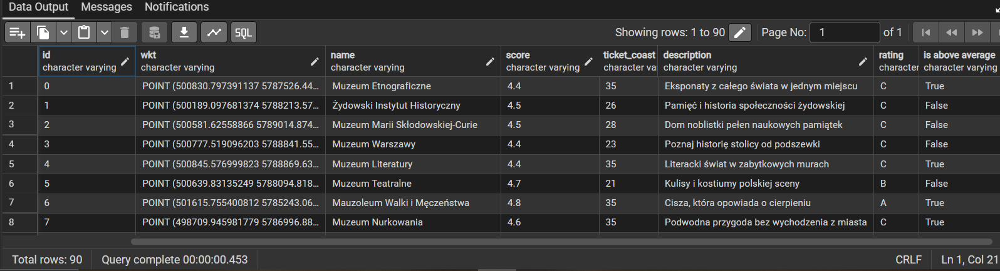 Data Output Messages Notifications
SQL Showing rows: 1 to 90 Page No: 1 of 1
id wkt name score ticket_coast description rating is above average
character varying character varying character varying character varying character va character varying character character varying
1 0 POINT (500830.797391137 5787526.44... Muzeum Etnograficzne 4.4 35 Eksponaty z całego świata w jednym miejscu C True
2 1 POINT (500189.097681374 5788213.57... Żydowski Instytut Historyczny 4.5 26 Pamięć i historia społeczności żydowskiej C False
3 2 POINT (500581.62558866 5789014.874... Muzeum Marii Skłodowskiej-Curie 4.5 28 Dom noblistki pełen naukowych pamiątek C False
4 3 POINT (500777.519096203 5788841.55... Muzeum Warszawy 4.4 23 Poznaj historię stolicy od podszewki C False
5 4 POINT (500845.576999823 5788869.63... Muzeum Literatury 4.4 35 Literacki świat w zabytkowych murach C True
6 5 POINT (500639.83135249 5788094.818... Muzeum Teatralne 4.7 21 Kulisy i kostiumy polskiej sceny B False
7 6 POINT (501615.755400812 5785243.06... Mauzoleum Walki i Męczeństwa 4.8 35 Cisza, która opowiada o cierpieniu A True
8 7 POINT (498709.945981779 5786996.88... Muzeum Nurkowania 4.6 35 Podwodna przygoda bez wychodzenia z miasta C True
Total rows: 90 Query complete 00:00:00.453 CRLF Ln 1, Col 21